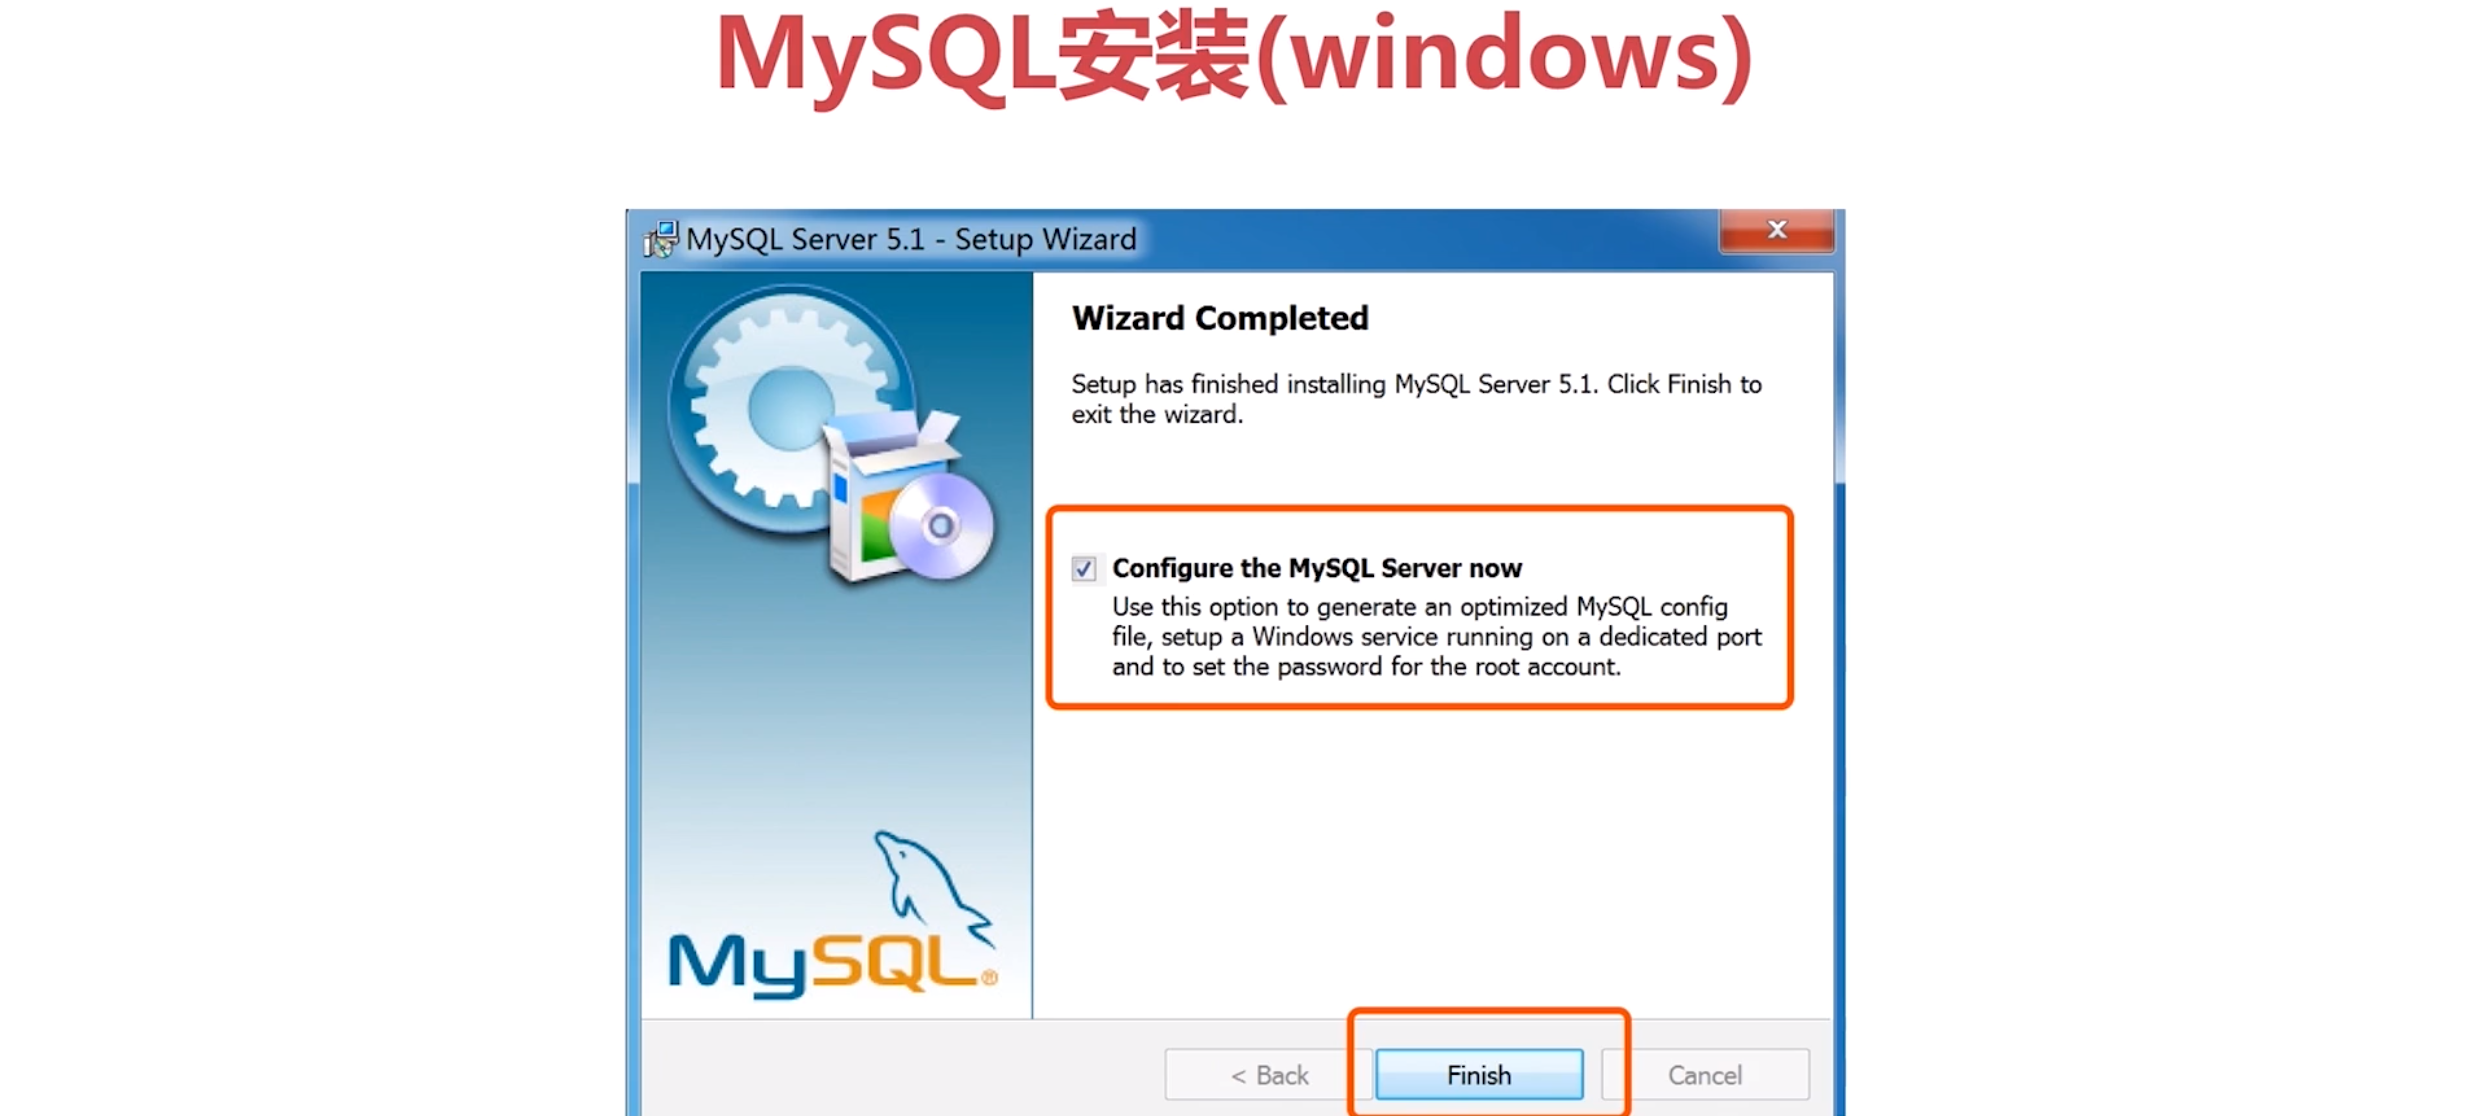 MySQL安装(windows)
MySQL Server 5.1 - Setup Wizard
x
Wizard Completed
Setup has finished installing MySQL Server 5.1. Click Finish to
exit the wizard.
Configure the MySQL Server now
Use this option to generate an optimized MySQL config
file, setup a Windows service running on a dedicated port
and to set the password for the root account.
MySQL®
< Back
Finish
Cancel